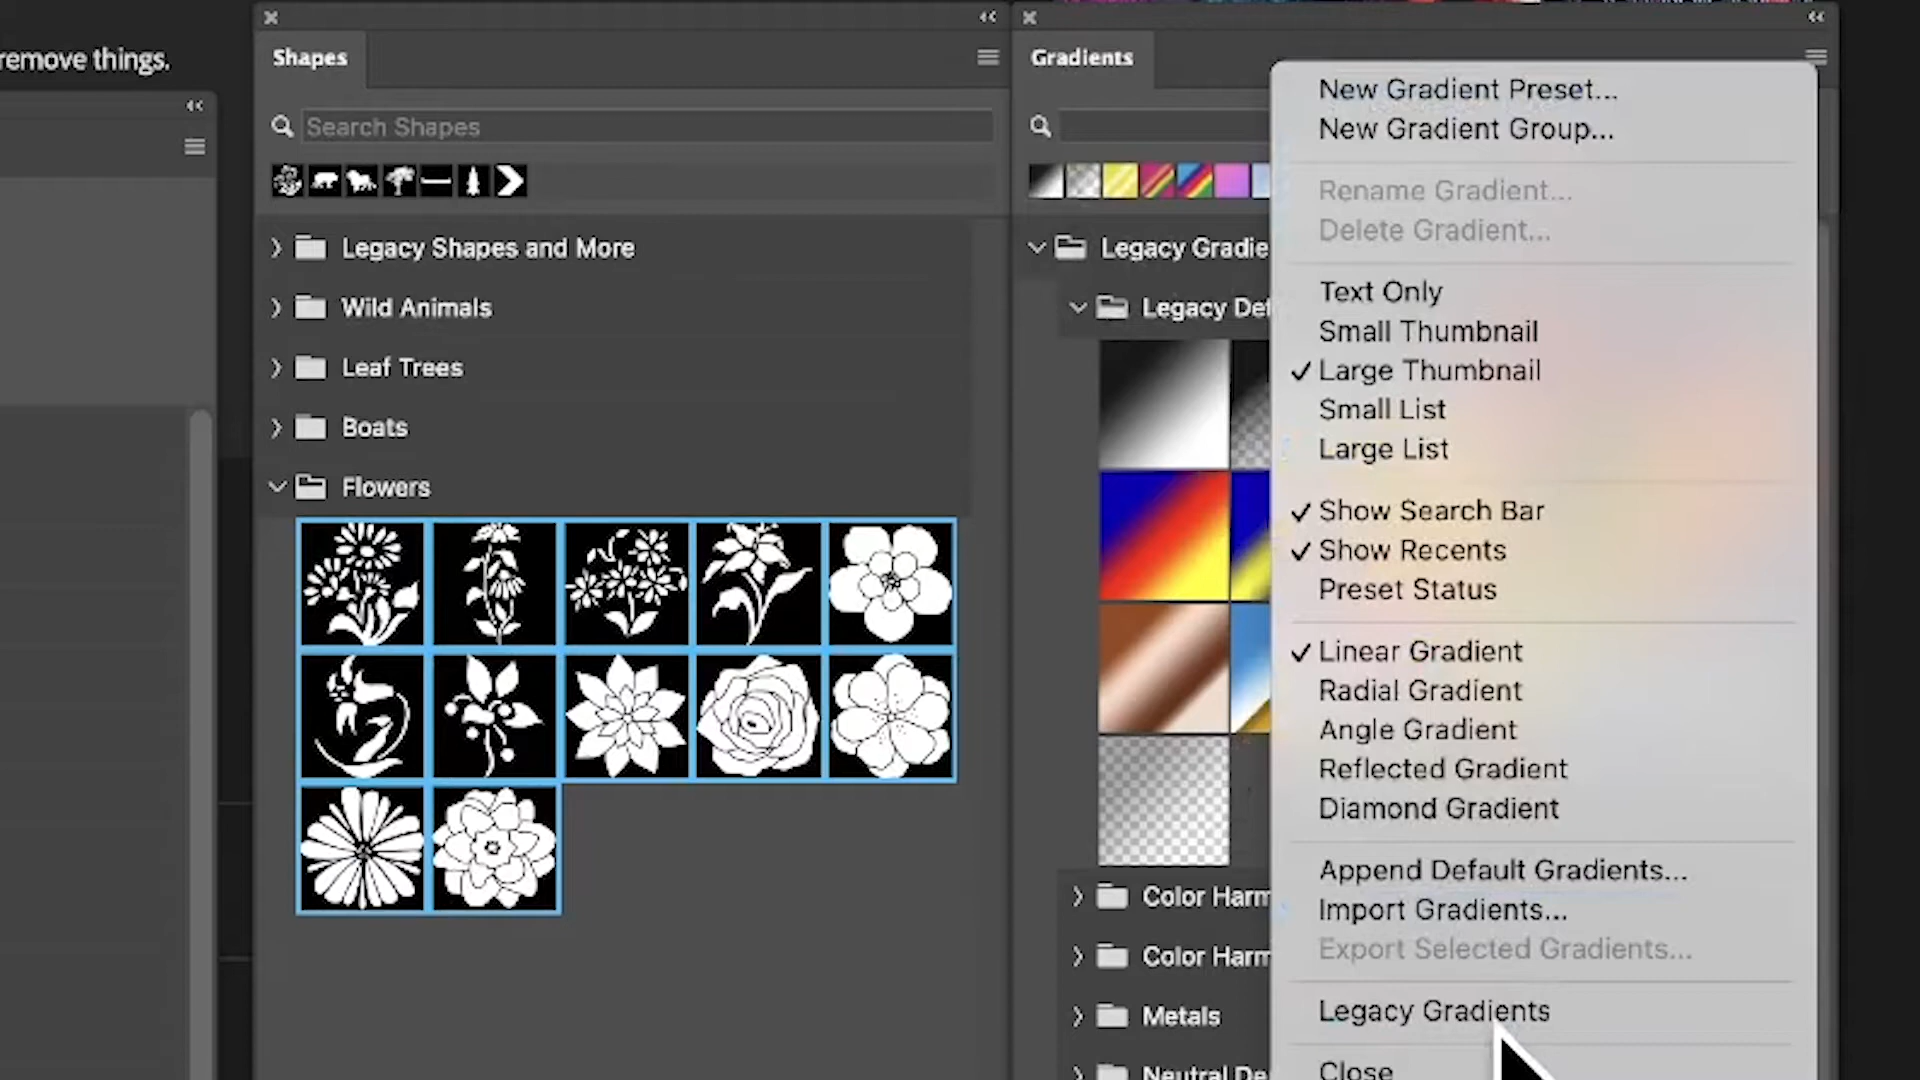 remove things.
Shapes
Search Shapes
Legacy Shapes and More
Wild Animals
Leaf Trees
Boats
Flowers
Gradients
Legacy Gradie
Legacy Def
Color Harm
Color Harm
Metals
Neutral De
New Gradient Preset...
New Gradient Group...
Rename Gradient...
Delete Gradient...
Text Only
Small Thumbnail
Large Thumbnail
Small List
Large List
Show Search Bar
Show Recents
Preset Status
Linear Gradient
Radial Gradient
Angle Gradient
Reflected Gradient
Diamond Gradient
Append Default Gradients...
Import Gradients...
Export Selected Gradients...
Legacy Gradients
Close